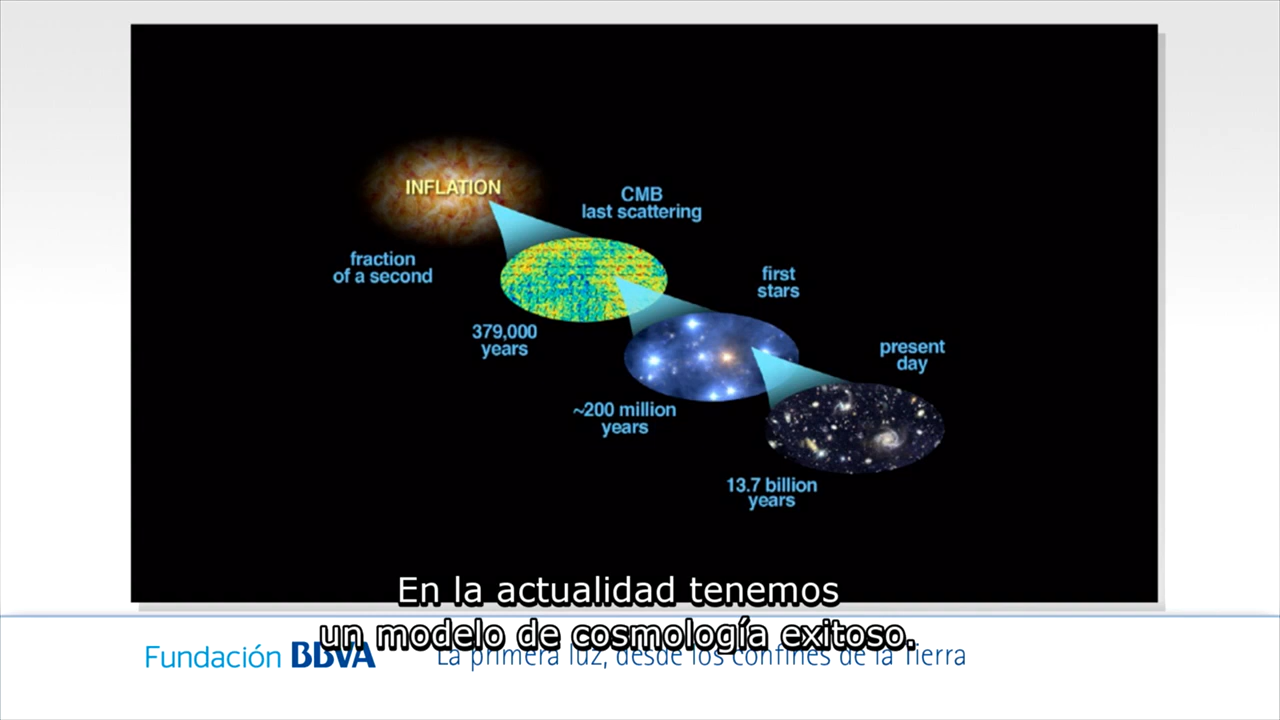 INFLATION
fraction
of a second
CMB
last scattering
379,000
years
first
stars
~200 million
years
present
day
13.7 billion
years
En la actualidad tenemos
un modelo de cosmología exitoso.
Fundación BBVA
La primera luz, desde los confines de la Tierra